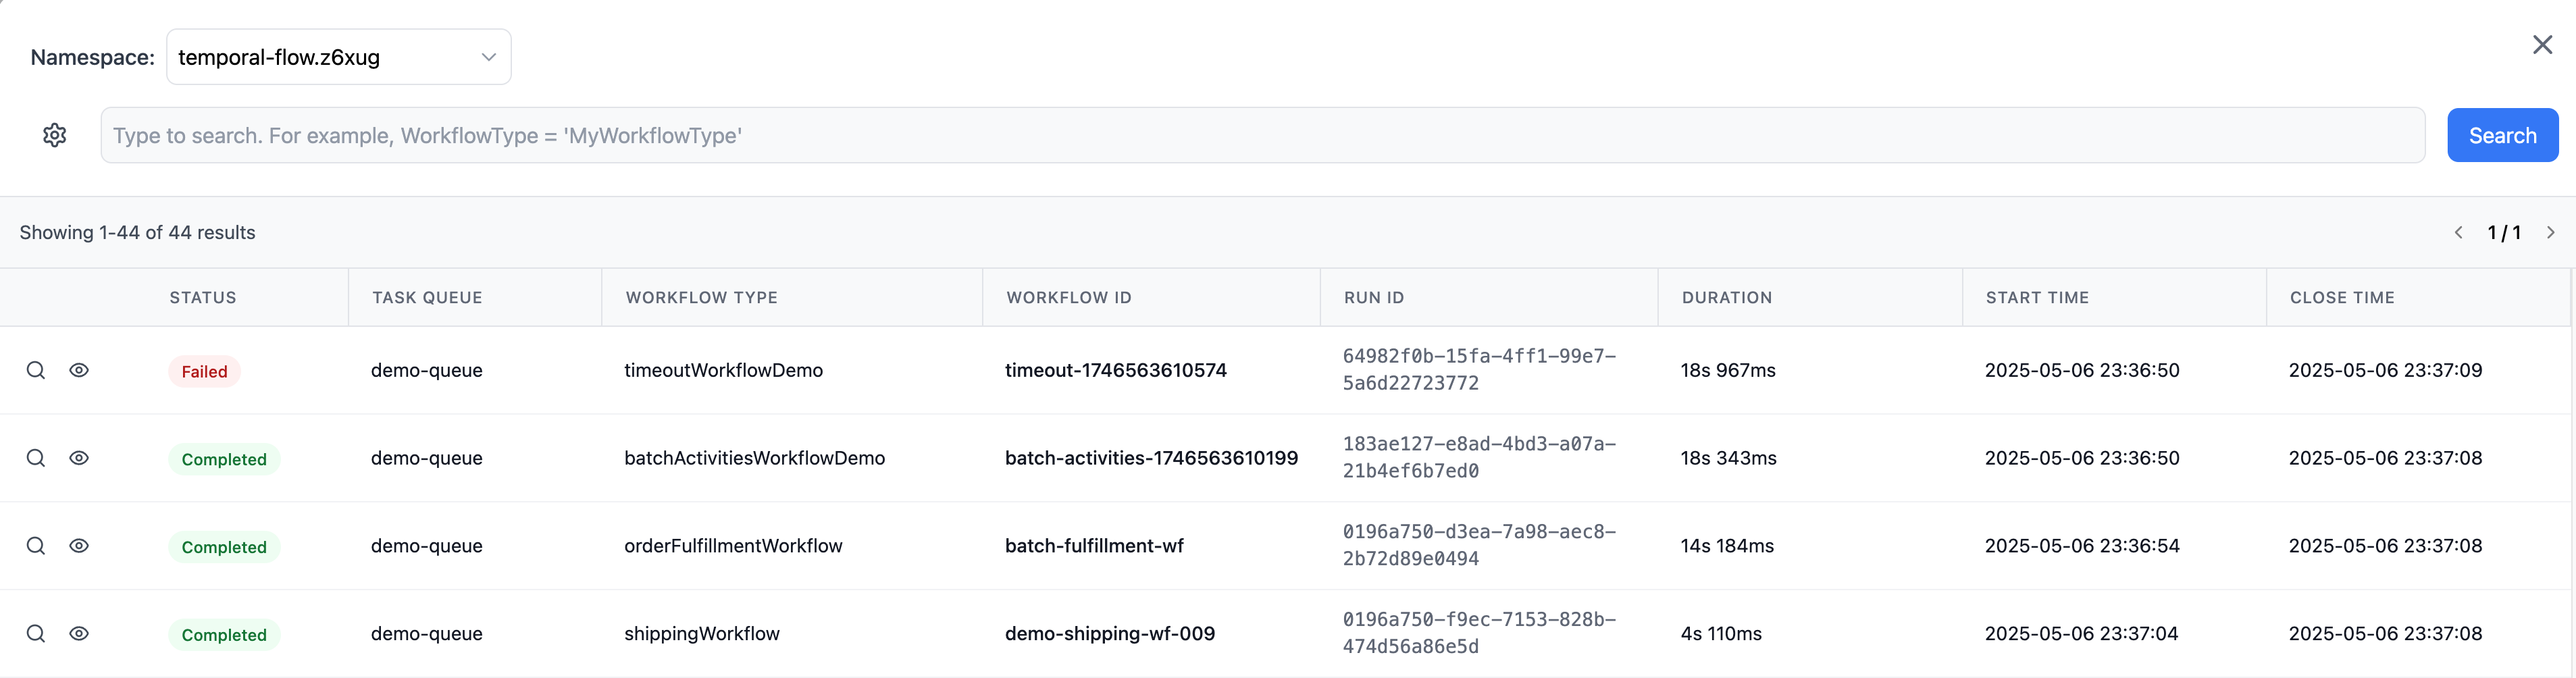 Namespace: temporal-flow.z6xug
Type to search. For example, WorkflowType = 'MyWorkflowType' Search
Showing 1-44 of 44 results 1 / 1
STATUS TASK QUEUE WORKFLOW TYPE WORKFLOW ID RUN ID DURATION START TIME CLOSE TIME
Failed demo-queue timeoutWorkflowDemo timeout-1746563610574 64982f0b-15fa-4ff1-99e7- 18s 967ms 2025-05-06 23:36:50 2025-05-06 23:37:09
5a6d22723772
Completed demo-queue batchActivitiesWorkflowDemo batch-activities-1746563610199 183ae127-e8ad-4bd3-a07a- 18s 343ms 2025-05-06 23:36:50 2025-05-06 23:37:08
21b4ef6b7ed0
Completed demo-queue orderFulfillmentWorkflow batch-fulfillment-wf 0196a750-d3ea-7a98-aec8- 14s 184ms 2025-05-06 23:36:54 2025-05-06 23:37:08
2b72d89e0494
Completed demo-queue shippingWorkflow demo-shipping-wf-009 0196a750-f9ec-7153-828b- 4s 110ms 2025-05-06 23:37:04 2025-05-06 23:37:08
474d56a86e5d